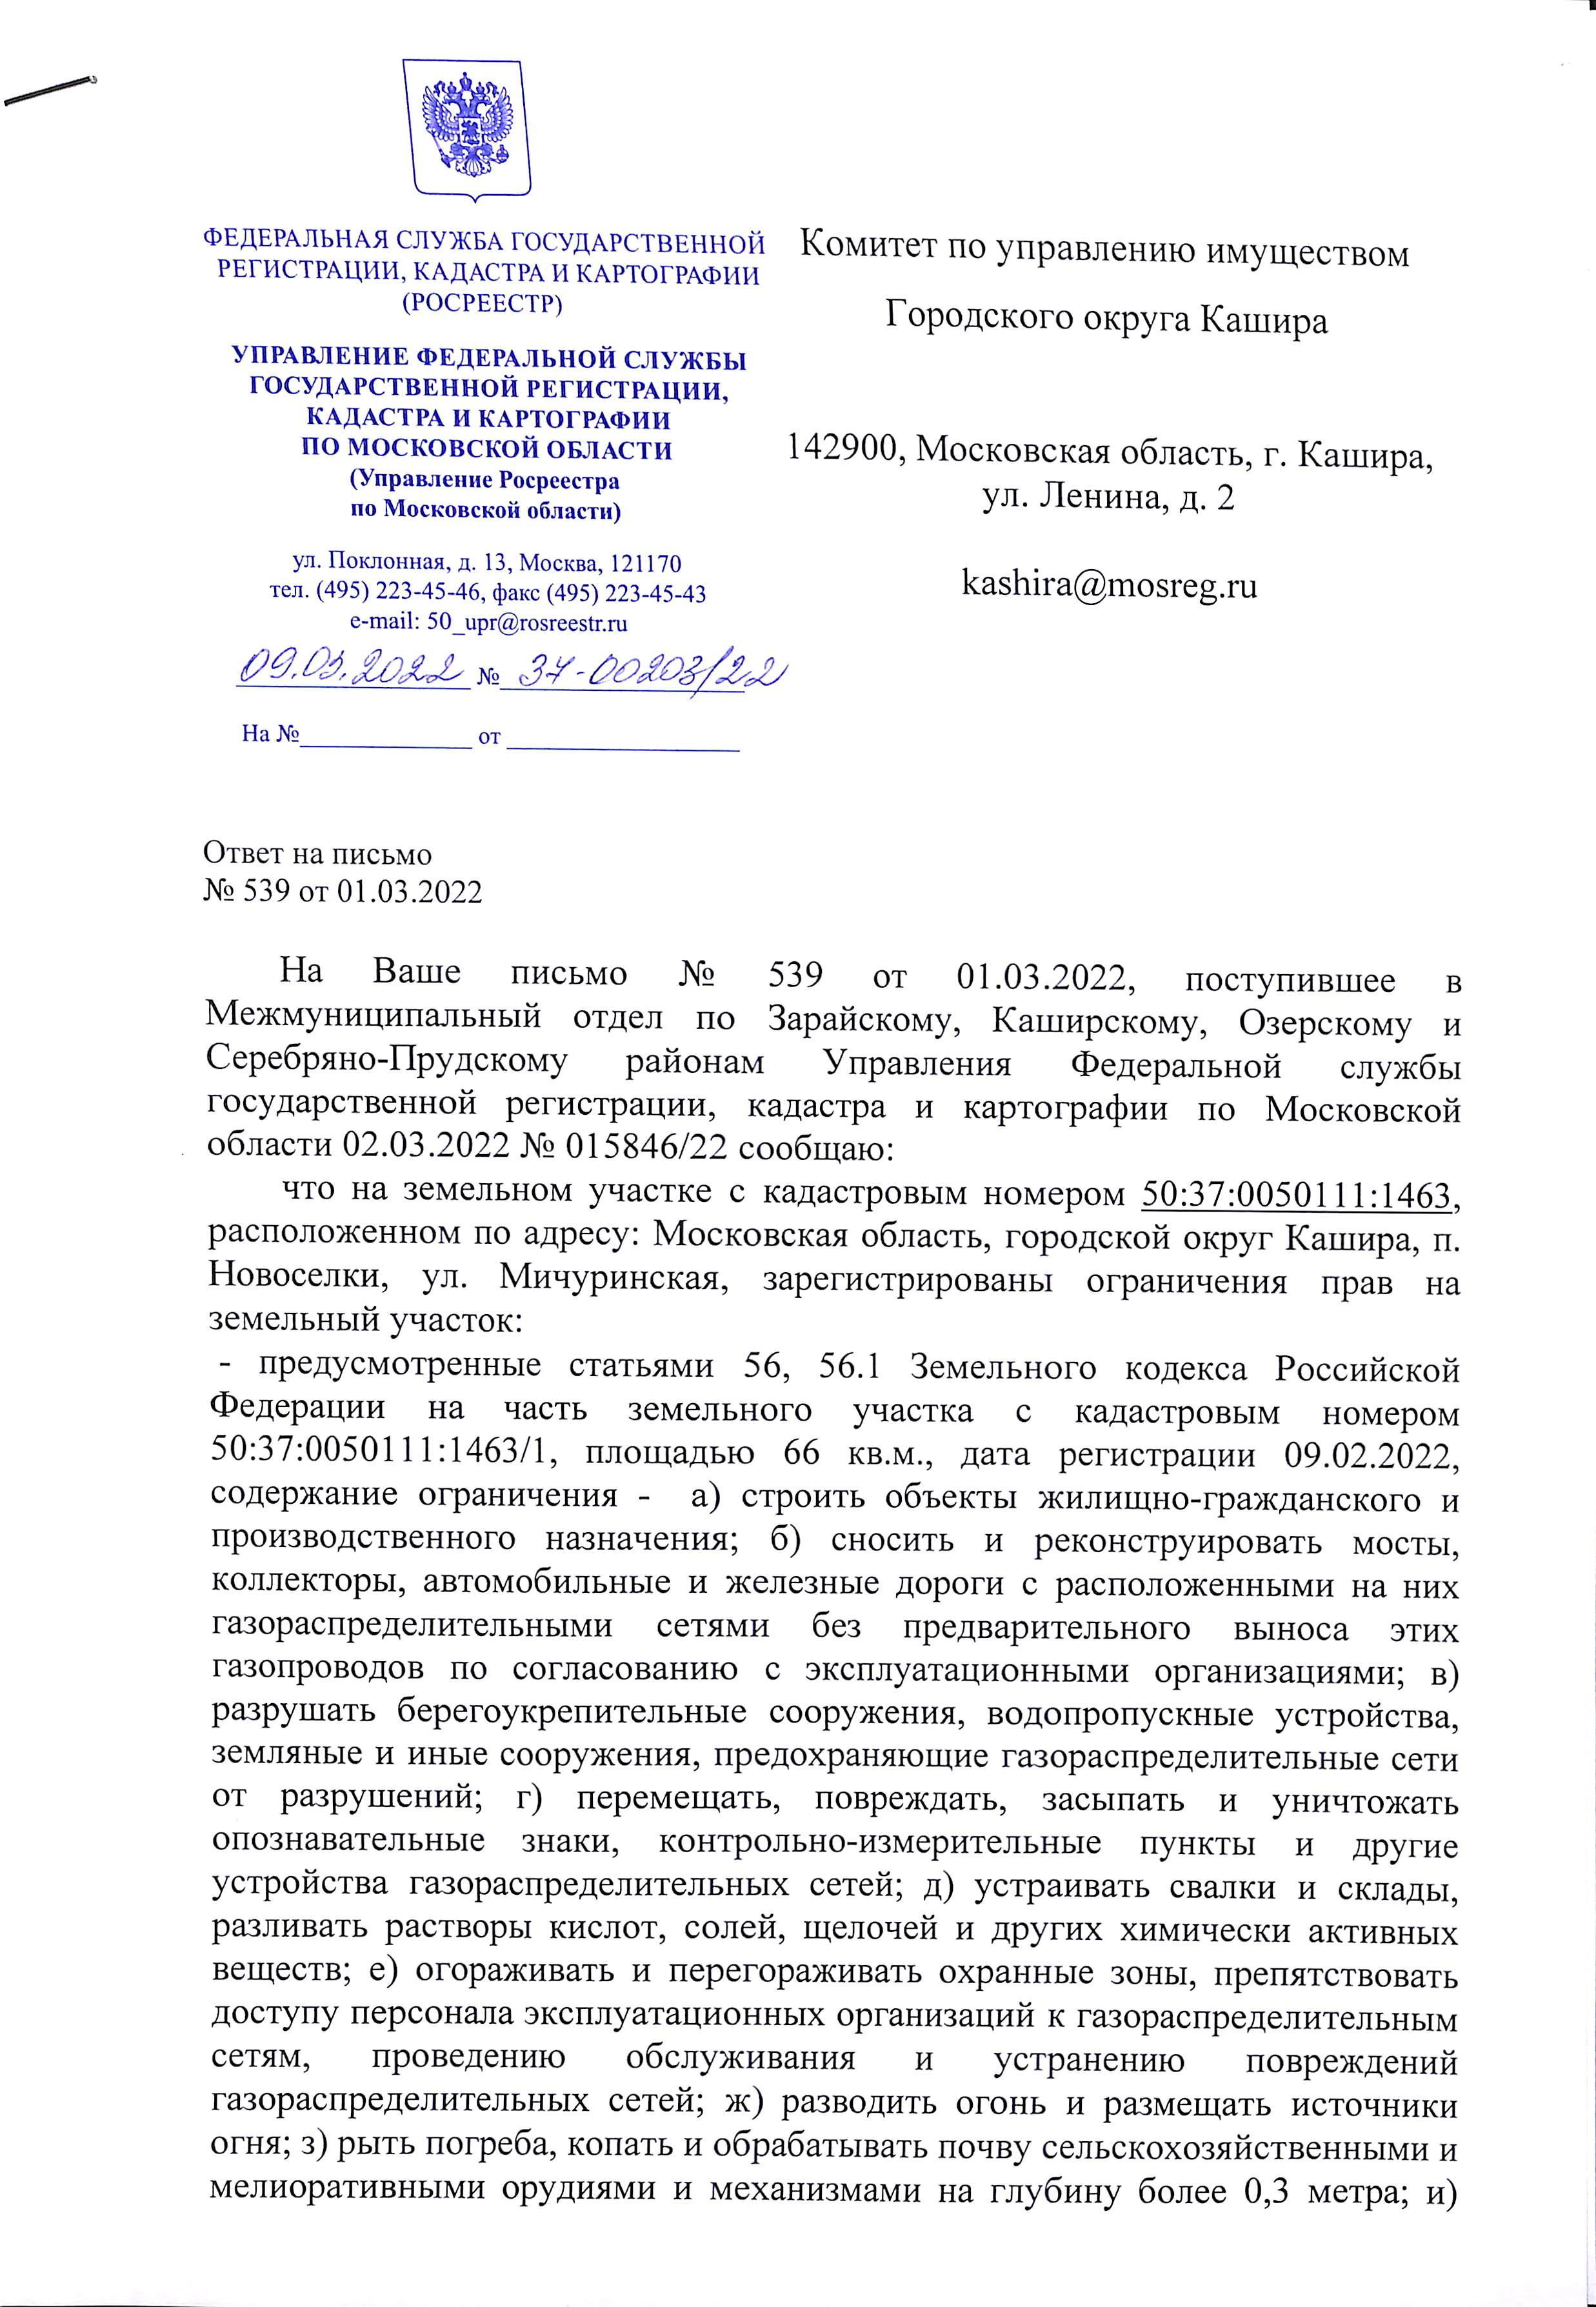 ФЕДЕРАЛЬНАЯ СЛУЖБА ГОСУДАРСТВЕННОЙ
РЕГИСТРАЦИИ, КАДАСТРА И КАРТОГРАФИИ
(РОСРЕЕСТР)
УПРАВЛЕНИЕ ФЕДЕРАЛЬНОЙ СЛУЖБЫ
ГОСУДАРСТВЕННОЙ РЕГИСТРАЦИИ,
КАДАСТРА И КАРТОГРАФИИ
ПО МОСКОВСКОЙ ОБЛАСТИ
(Управление Росреестра
по Московской области)
ул. Поклонная, д. 13, Москва, 121170
тел. (495) 223-45-46, факс (495) 223-45-43
e-mail: 50_upr@rosreestr.ru
09.03.2022 № 37-00203/22
На № от
Комитет по управлению имуществом
Городского округа Кашира
142900, Московская область, г. Кашира,
ул. Ленина, д. 2
kashira@mosreg.ru
Ответ на письмо
№ 539 от 01.03.2022
На Ваше письмо № 539 от 01.03.2022, поступившее в
Межмуниципальный отдел по Зарайскому, Каширскому, Озерскому и
Серебряно-Прудскому районам Управления Федеральной службы
государственной регистрации, кадастра и картографии по Московской
области 02.03.2022 № 015846/22 сообщаю:
что на земельном участке с кадастровым номером 50:37:0050111:1463,
расположенном по адресу: Московская область, городской округ Кашира, п.
Новоселки, ул. Мичуринская, зарегистрированы ограничения прав на
земельный участок:
- предусмотренные статьями 56, 56.1 Земельного кодекса Российской
Федерации на часть земельного участка с кадастровым номером
50:37:0050111:1463/1, площадью 66 кв.м., дата регистрации 09.02.2022,
содержание ограничения - а) строить объекты жилищно-гражданского и
производственного назначения; б) сносить и реконструировать мосты,
коллекторы, автомобильные и железные дороги с расположенными на них
газораспределительными сетями без предварительного выноса этих
газопроводов по согласованию с эксплуатационными организациями; в)
разрушать берегоукрепительные сооружения, водопропускные устройства,
земляные и иные сооружения, предохраняющие газораспределительные сети
от разрушений; г) перемещать, повреждать, засыпать и уничтожать
опознавательные знаки, контрольно-измерительные пункты и другие
устройства газораспределительных сетей; д) устраивать свалки и склады,
разливать растворы кислот, солей, щелочей и других химически активных
веществ; е) огораживать и перегораживать охранные зоны, препятствовать
доступу персонала эксплуатационных организаций к газораспределительным
сетям, проведению обслуживания и устранению повреждений
газораспределительных сетей; ж) разводить огонь и размещать источники
огня; з) рыть погреба, копать и обрабатывать почву сельскохозяйственными и
мелиоративными орудиями и механизмами на глубину более 0,3 метра; и)